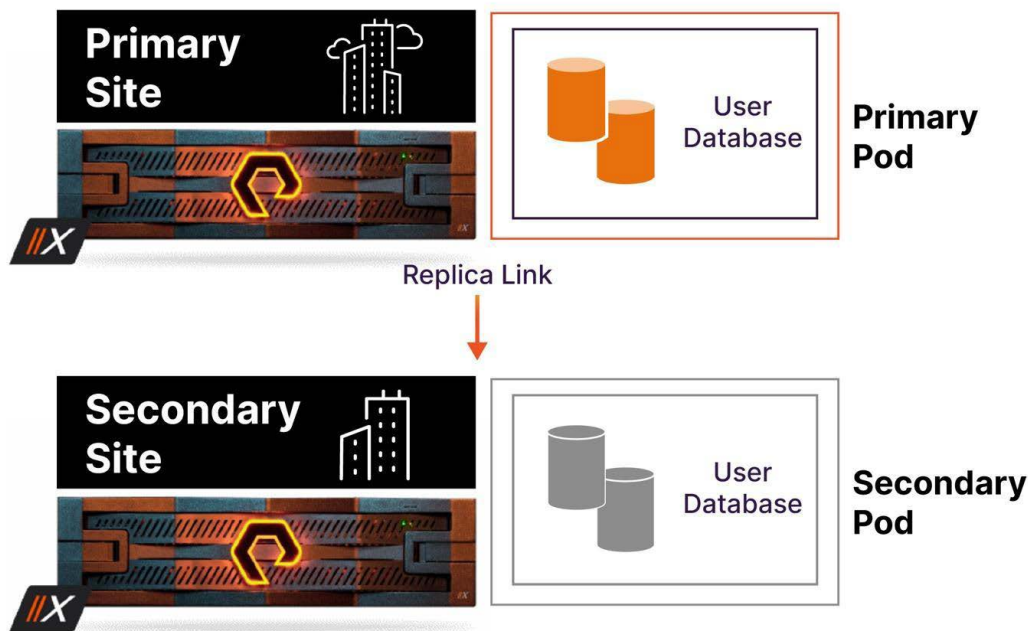 Primary
Site
User
Database
Primary
Pod
//X
//X
Replica Link
Secondary
Site
User
Database
Secondary
Pod
//X
//X